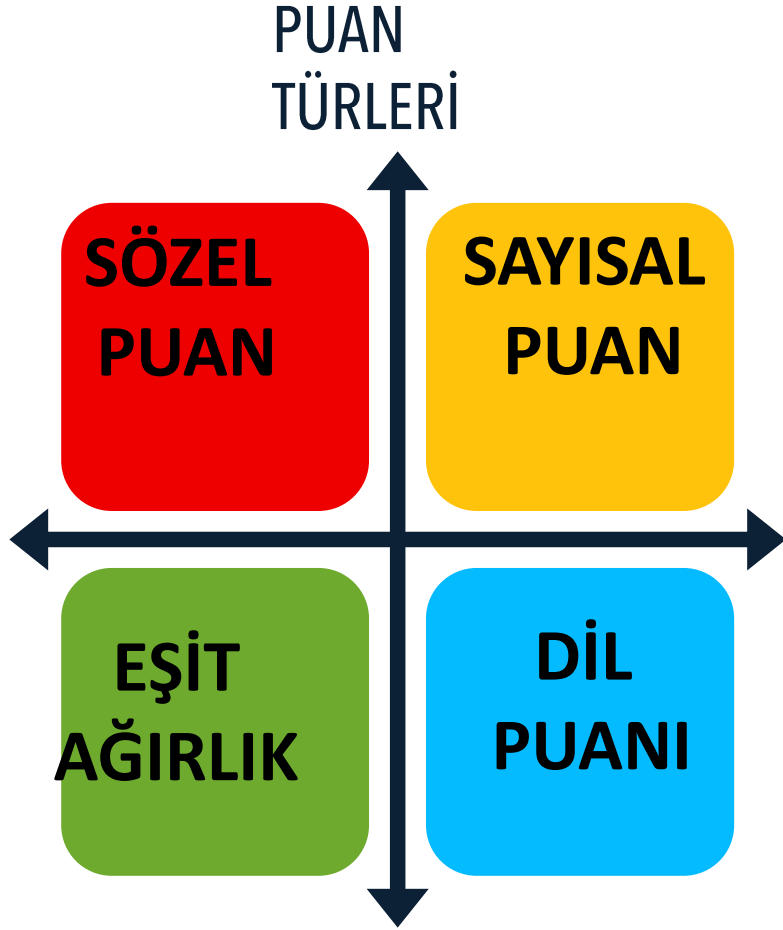 PUAN
TÜRLERİ
SÖZEL
PUAN
SAYISAL
PUAN
EŞİT
AĞIRLIK
DİL
PUANI